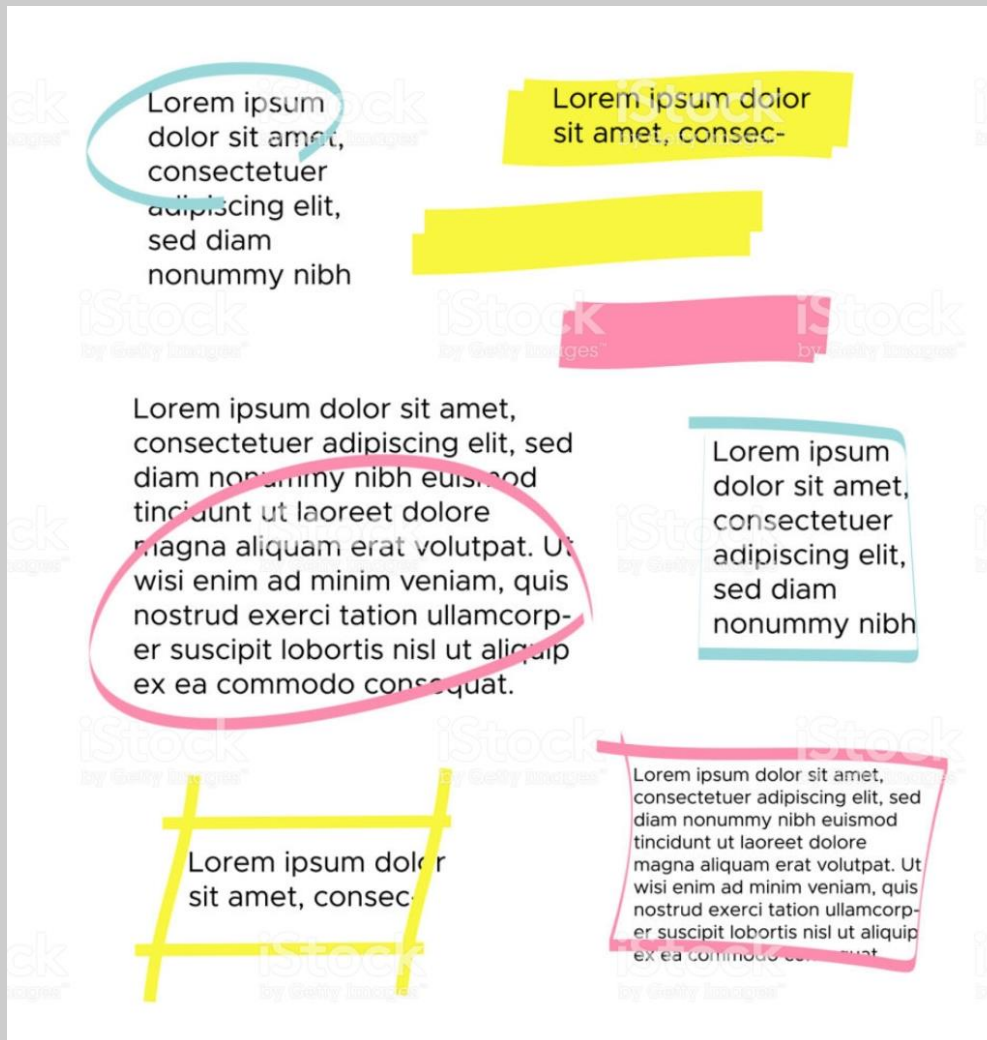 Lorem ipsum
dolor sit amet,
consectetuer
adipiscing elit,
sed diam
nonummy nibh
Lorem ipsum dolor
sit amet, consec-
Lorem ipsum dolor sit amet,
consectetuer adipiscing elit, sed
diam nonummy nibh euismod
tincidunt ut laoreet dolore
magna aliquam erat volutpat. Ut
wisi enim ad minim veniam, quis
nostrud exerci tation ullamcorp-
er suscipit lobortis nisl ut aliquip
ex ea commodo consequat.
Lorem ipsum
dolor sit amet,
consectetuer
adipiscing elit,
sed diam
nonummy nibh
Lorem ipsum dolor
sit amet, consec-
Lorem ipsum dolor sit amet,
consectetuer adipiscing elit, sed
diam nonummy nibh euismod
tincidunt ut laoreet dolore
magna aliquam erat volutpat. Ut
wisi enim ad minim veniam, quis
nostrud exerci tation ullamcorp-
er suscipit lobortis nisl ut aliquip
ex ea commodo consequat.
iStock
by Getty Images™